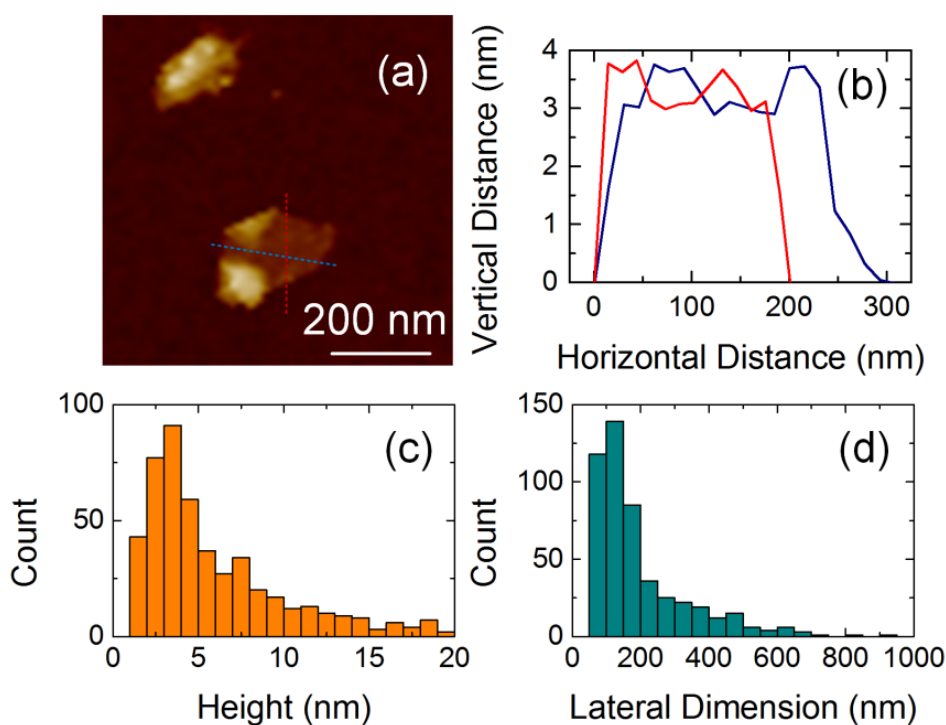 (a)
200 nm
Vertical Distance (nm)
4
3
2
1
0
(b)
0 100 200 300
Horizontal Distance (nm)
Count
100
50
0
(c)
0 5 10 15 20
Height (nm)
Count
150
100
50
0
(d)
0 200 400 600 800 1000
Lateral Dimension (nm)